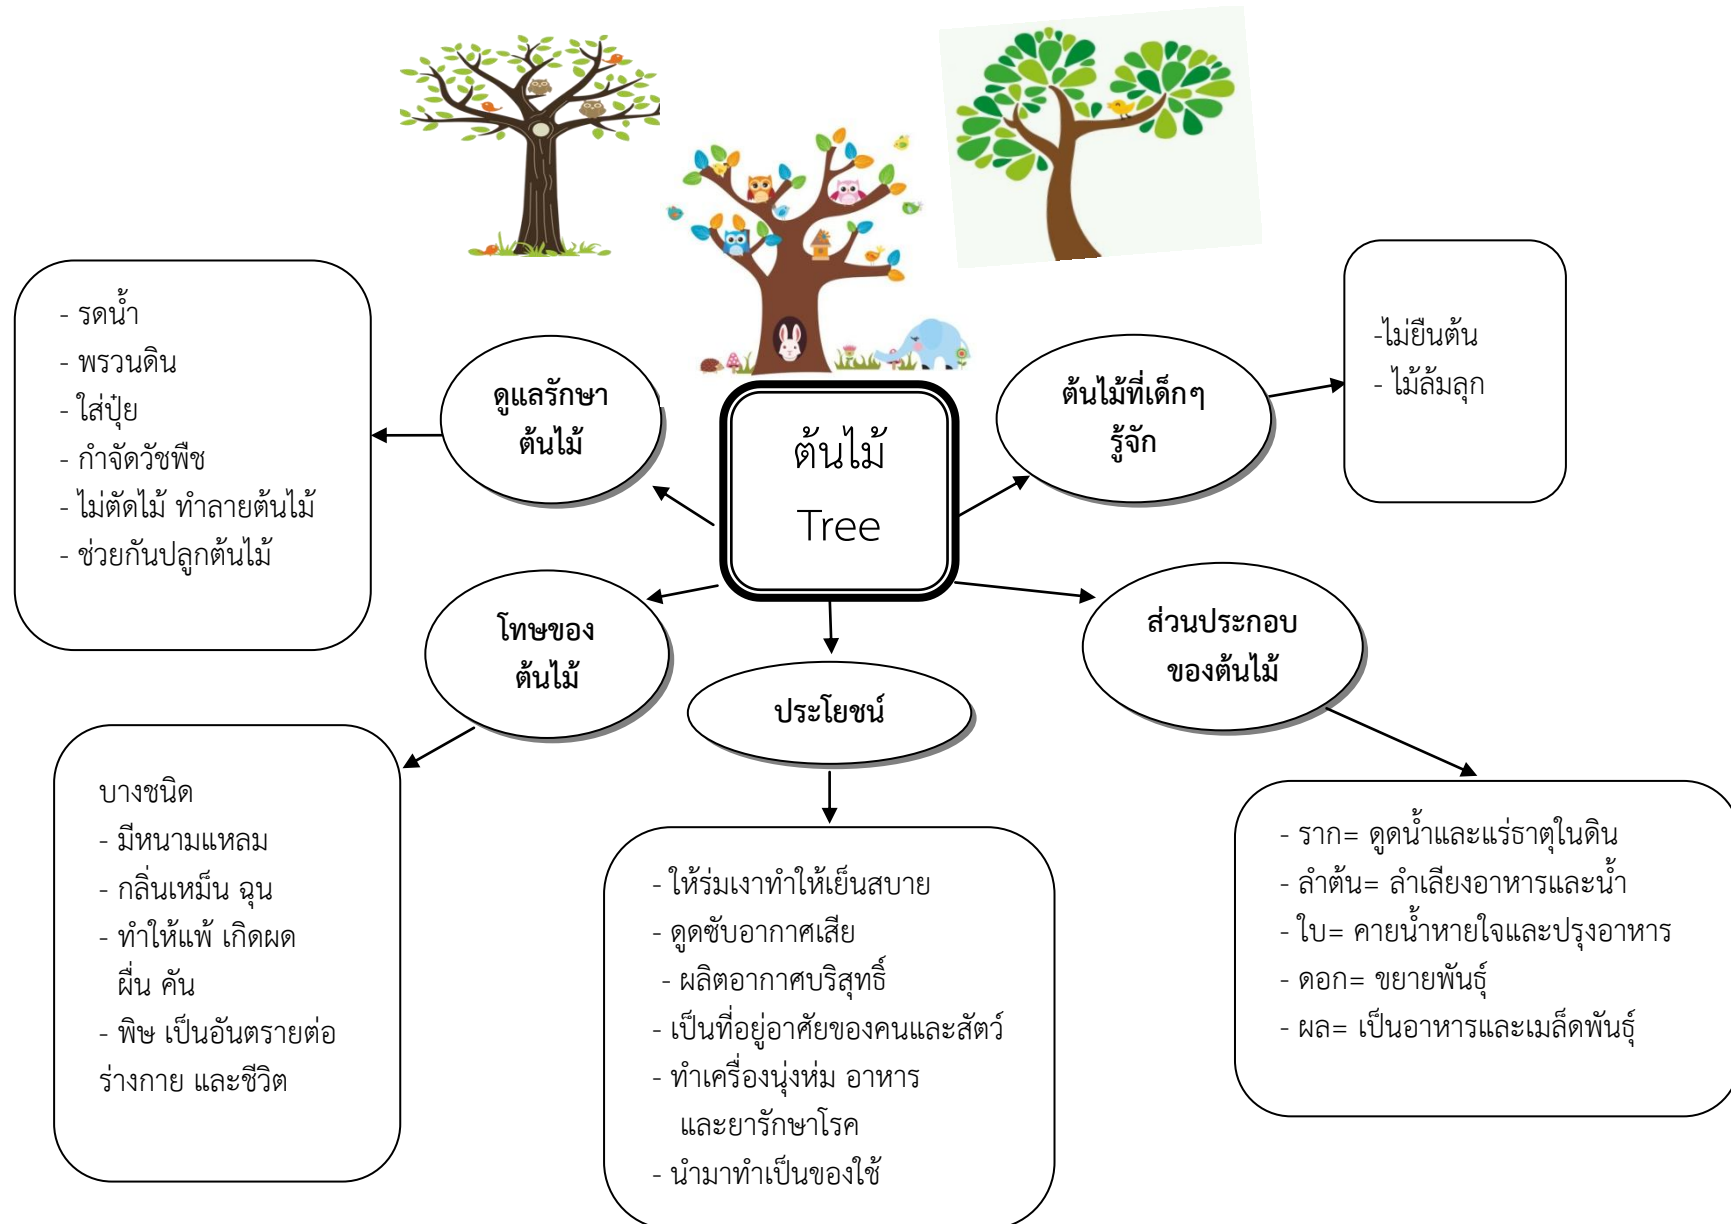 - รดน้ำ
- พรวนดิน
- ใส่ปุ๋ย
- กำจัดวัชพืช
- ไม่ตัดไม้ ทำลายต้นไม้
- ช่วยกันปลูกต้นไม้
ดูแลรักษา
ต้นไม้
ต้นไม้
Tree
ต้นไม้ที่เด็กๆ
รู้จัก
-ไม่ยืนต้น
- ไม้ล้มลุก
โทษของ
ต้นไม้
ประโยชน์
ส่วนประกอบ
ของต้นไม้
บางชนิด
- มีหนามแหลม
- กลิ่นเหม็น ฉุน
- ทำให้แพ้ เกิดผด
ผื่น คัน
- พิษ เป็นอันตรายต่อ
ร่างกาย และชีวิต
- ให้ร่มเงาทำให้เย็นสบาย
- ดูดซับอากาศเสีย
- ผลิตอากาศบริสุทธิ์
- เป็นที่อยู่อาศัยของคนและสัตว์
- ทำเครื่องนุ่งห่ม อาหาร
และยารักษาโรค
- นำมาทำเป็นของใช้
- ราก= ดูดน้ำและแร่ธาตุในดิน
- ลำต้น= ลำเลียงอาหารและน้ำ
- ใบ= คายน้ำหายใจและปรุงอาหาร
- ดอก= ขยายพันธุ์
- ผล= เป็นอาหารและเมล็ดพันธุ์